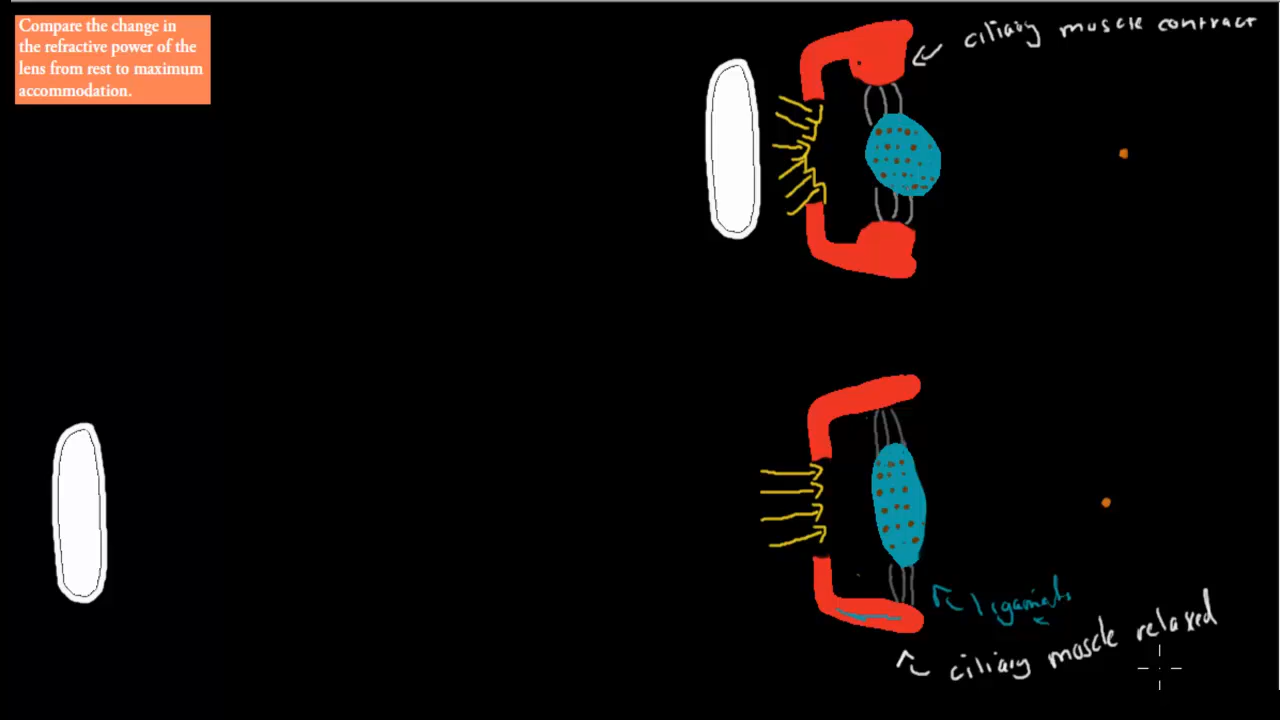 Compare the change in
the refractive power of the
lens from rest to maximum
accommodation.
ciliary muscle contract
ligaments
ciliary muscle relaxed